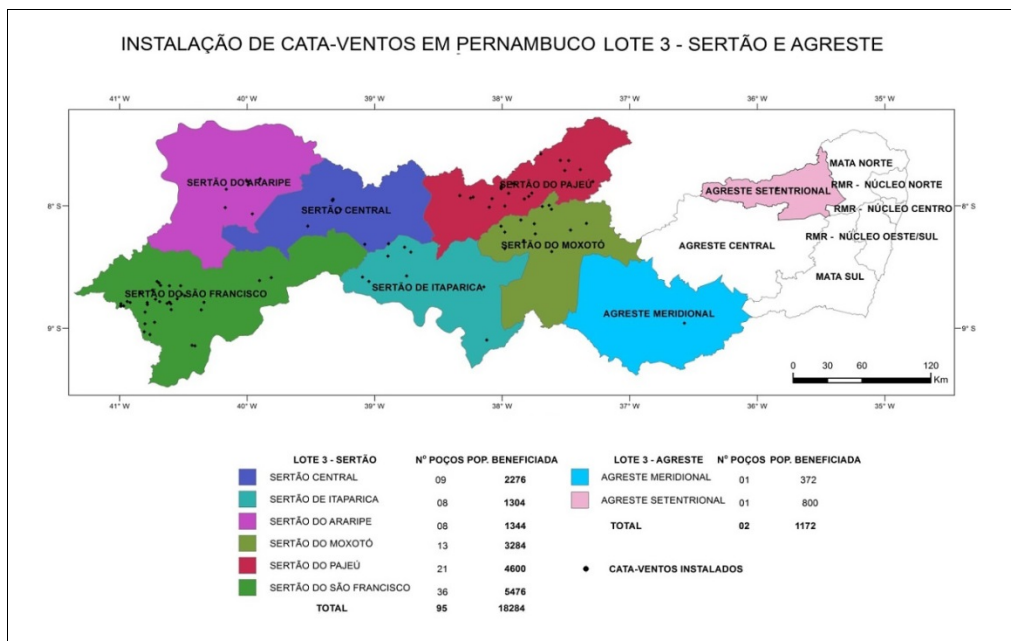 INSTALAÇÃO DE CATA-VENTOS EM PERNAMBUCO LOTE 3 - SERTÃO E AGRESTE
41° W 40° W 39° W 38° W 37° W 36° W 35° W
MATA NORTE
SERTÃO DO ARARIPE SERTÃO DO PAJEÚ AGRESTE SETENTRIONAL RMR - NÚCLEO NORTE
8° S SERTÃO CENTRAL RMR - NÚCLEO CENTRO 8° S
SERTÃO DO MOXOTÓ AGRESTE CENTRAL RMR - NÚCLEO OESTE/SUL
SERTÃO DO SÃO FRANCISCO SERTÃO DE ITAPARICA MATA SUL
9° S AGRESTE MERIDIONAL 9° S
0 30 60 120
Km
41° W 40° W 39° W 38° W 37° W 36° W 35° W
LOTE 3 - SERTÃO Nº POÇOS POP. BENEFICIADA
SERTÃO CENTRAL 09 2276
SERTÃO DE ITAPARICA 08 1304
SERTÃO DO ARARIPE 08 1344
SERTÃO DO MOXOTÓ 13 3284
SERTÃO DO PAJEÚ 21 4600
SERTÃO DO SÃO FRANCISCO 36 5476
TOTAL 95 18284
LOTE 3 - AGRESTE Nº POÇOS POP. BENEFICIADA
AGRESTE MERIDIONAL 01 372
AGRESTE SETENTRIONAL 01 800
TOTAL 02 1172
CATA-VENTOS INSTALADOS